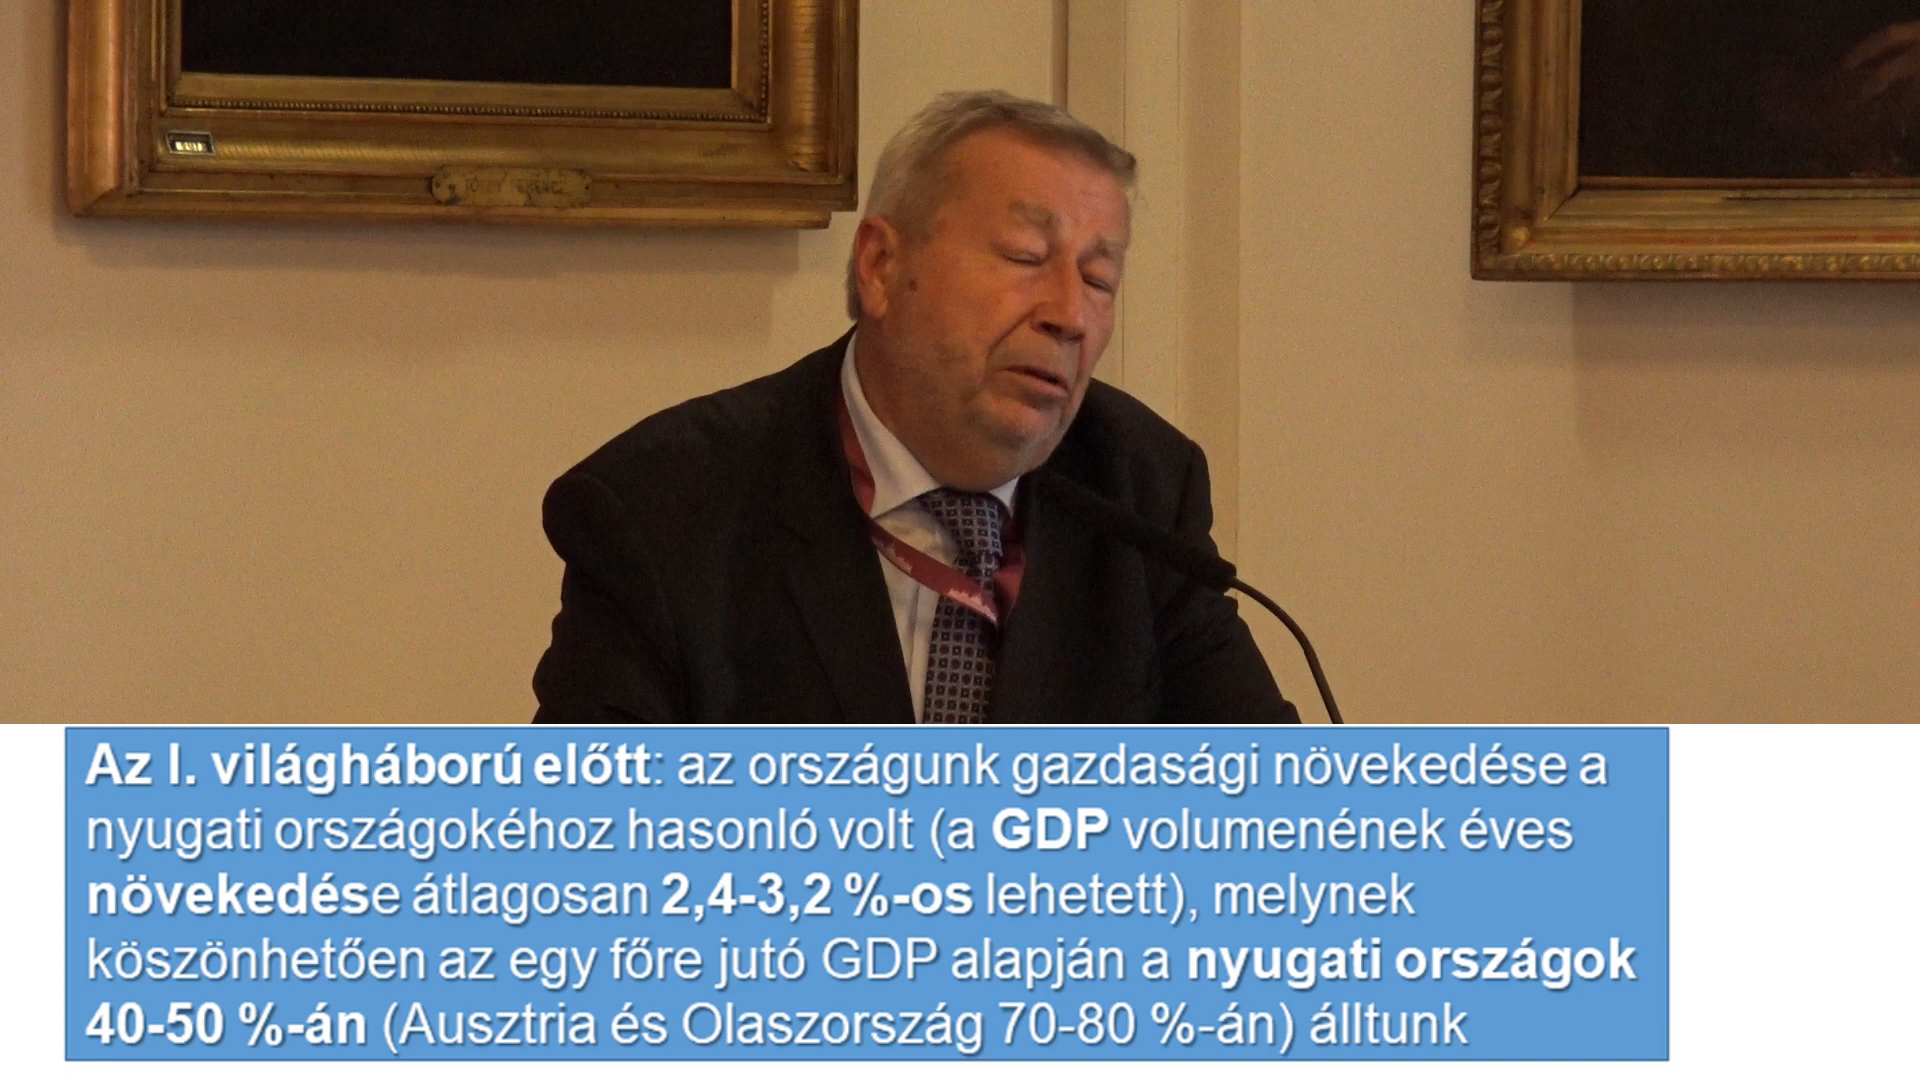 TOLDY FERENCZ
Az I. világháború előtt: az országunk gazdasági növekedése a
nyugati országokéhoz hasonló volt (a GDP volumenének éves
növekedése átlagosan 2,4-3,2 %-os lehetett), melynek
köszönhetően az egy főre jutó GDP alapján a nyugati országok
40-50 %-án (Ausztria és Olaszország 70-80 %-án) álltunk